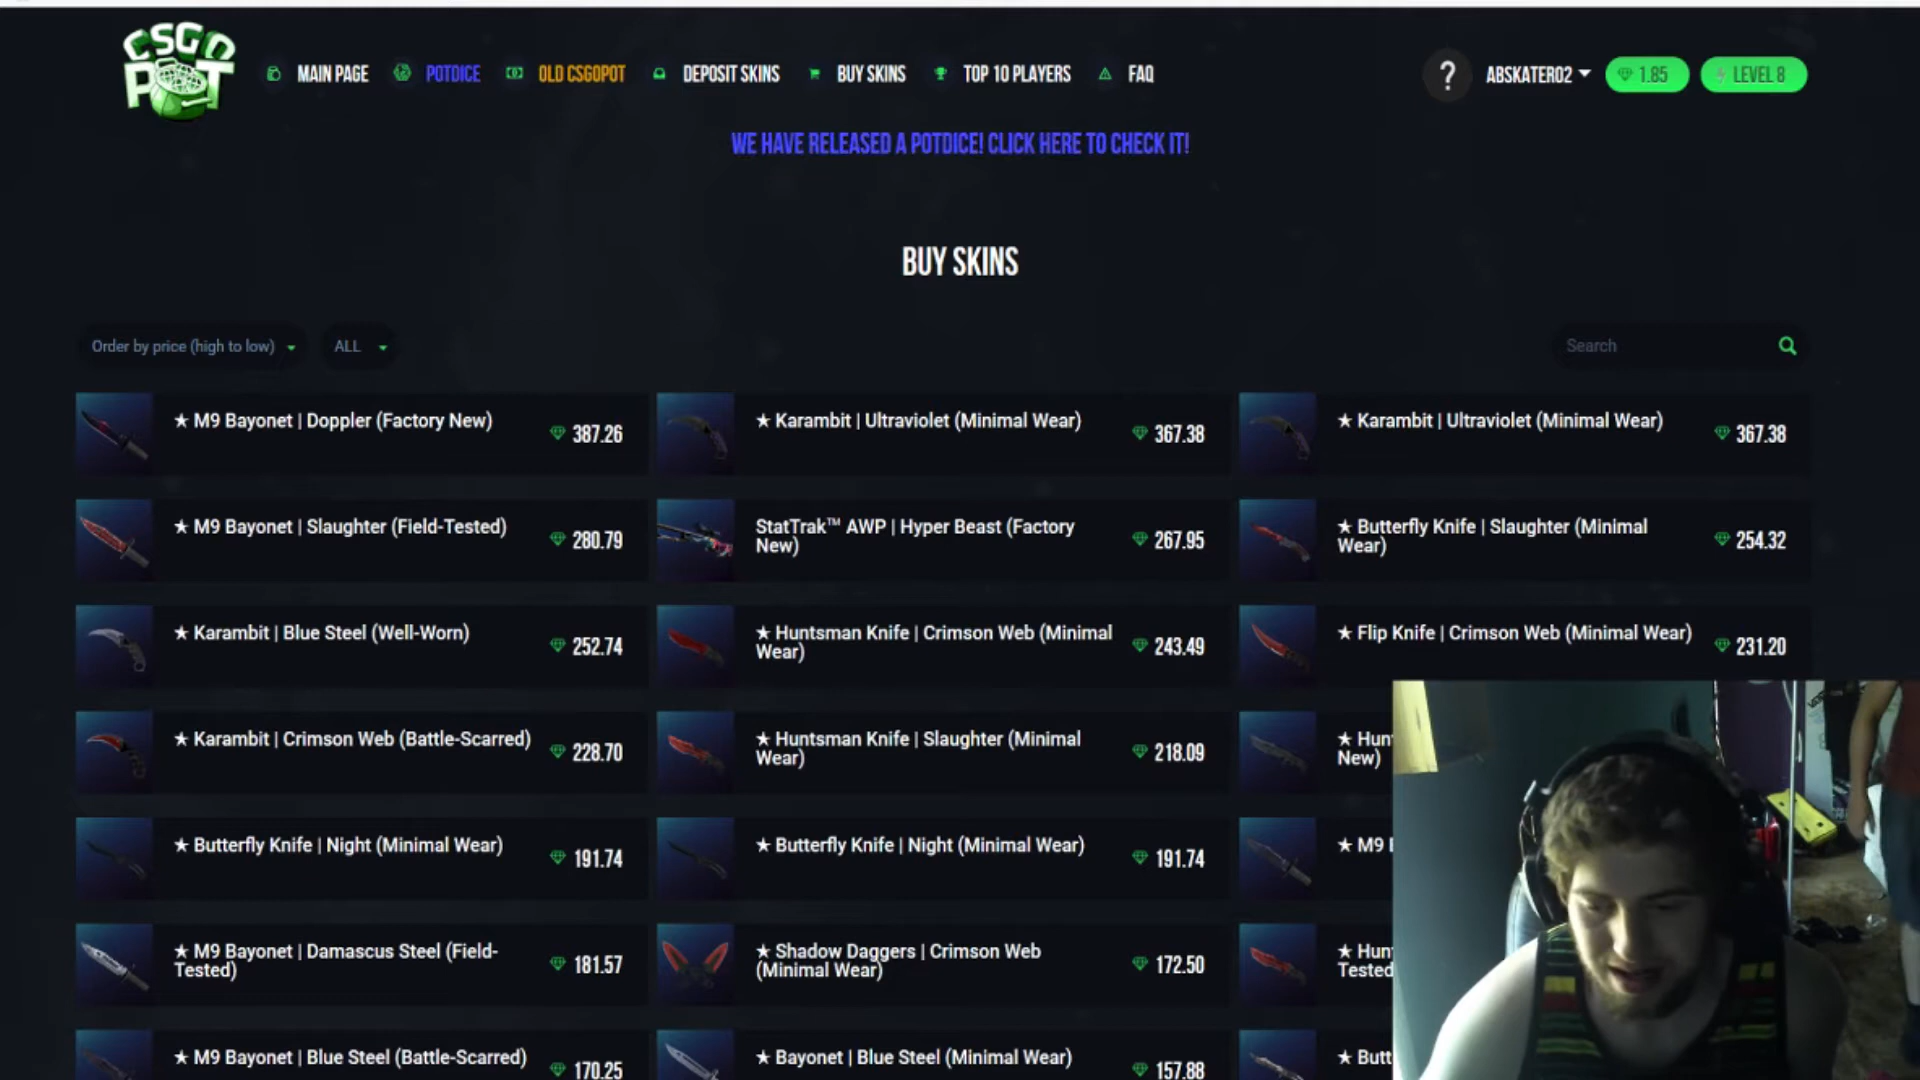 CSGO
POT
MAIN PAGE
POTDICE
OLD CSGOPOT
DEPOSIT SKINS
BUY SKINS
TOP 10 PLAYERS
FAQ
?
ABSKATER02
1.85
LEVEL 8
WE HAVE RELEASED A POTDICE! CLICK HERE TO CHECK IT!
BUY SKINS
Order by price (high to low)
ALL
Search
★ M9 Bayonet | Doppler (Factory New)
387.26
★ Karambit | Ultraviolet (Minimal Wear)
367.38
★ Karambit | Ultraviolet (Minimal Wear)
367.38
★ M9 Bayonet | Slaughter (Field-Tested)
280.79
StatTrak™ AWP | Hyper Beast (Factory
New)
267.95
★ Butterfly Knife | Slaughter (Minimal
Wear)
254.32
★ Karambit | Blue Steel (Well-Worn)
252.74
★ Huntsman Knife | Crimson Web (Minimal
Wear)
243.49
★ Flip Knife | Crimson Web (Minimal Wear)
231.20
★ Karambit | Crimson Web (Battle-Scarred)
228.70
★ Huntsman Knife | Slaughter (Minimal
Wear)
218.09
★ Hun
New)
★ Butterfly Knife | Night (Minimal Wear)
191.74
★ Butterfly Knife | Night (Minimal Wear)
191.74
★ M9
★ M9 Bayonet | Damascus Steel (Field-
Tested)
181.57
★ Shadow Daggers | Crimson Web
(Minimal Wear)
172.50
★ Hun
Tested
★ M9 Bayonet | Blue Steel (Battle-Scarred)
170.25
★ Bayonet | Blue Steel (Minimal Wear)
157.88
★ Butt